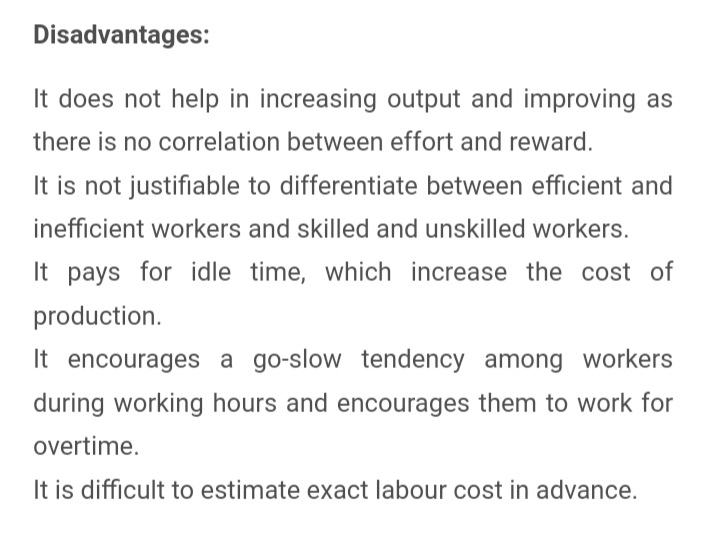 Disadvantages:
It does not help in increasing output and improving as
there is no correlation between effort and reward.
It is not justifiable to differentiate between efficient and
inefficient workers and skilled and unskilled workers.
It pays for idle time, which increase the cost of
production.
It encourages a go-slow tendency among workers
during working hours and encourages them to work for
overtime.
It is difficult to estimate exact labour cost in advance.